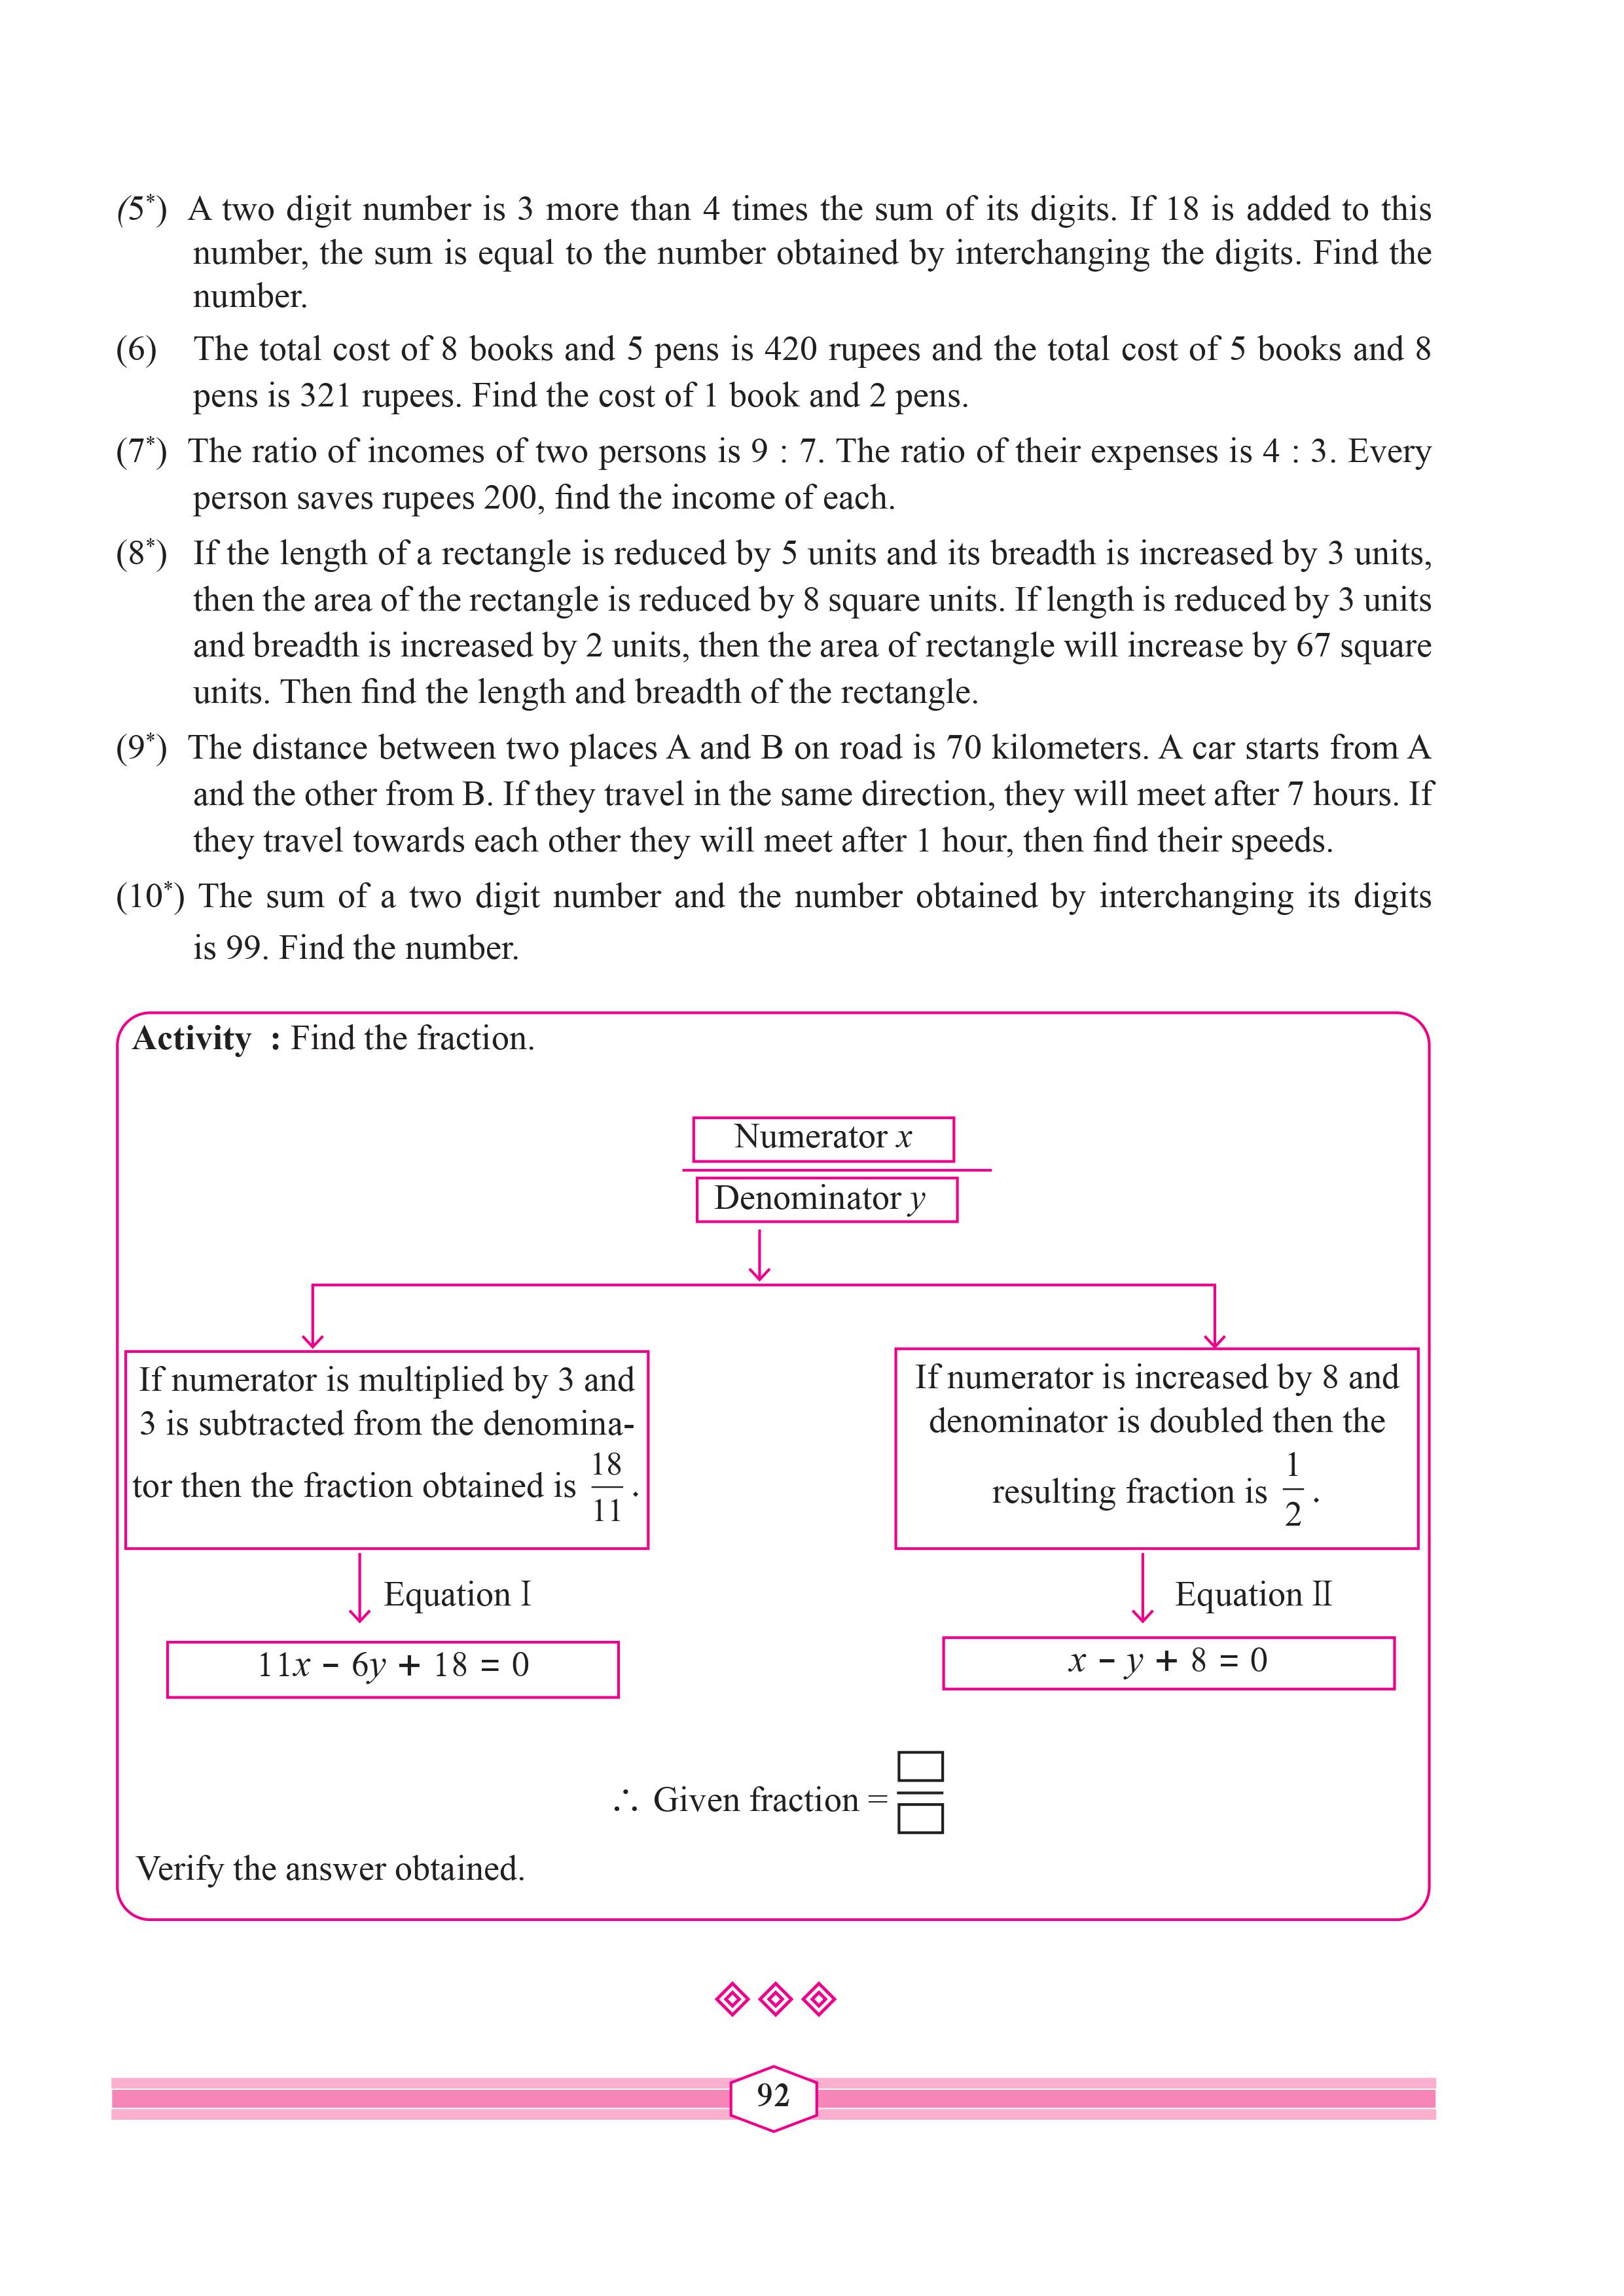 (5*) A two digit number is 3 more than 4 times the sum of its digits. If 18 is added to this
number, the sum is equal to the number obtained by interchanging the digits. Find the
number.
(6) The total cost of 8 books and 5 pens is 420 rupees and the total cost of 5 books and 8
pens is 321 rupees. Find the cost of 1 book and 2 pens.
(7*) The ratio of incomes of two persons is 9 : 7. The ratio of their expenses is 4 : 3. Every
person saves rupees 200, find the income of each.
(8*) If the length of a rectangle is reduced by 5 units and its breadth is increased by 3 units,
then the area of the rectangle is reduced by 8 square units. If length is reduced by 3 units
and breadth is increased by 2 units, then the area of rectangle will increase by 67 square
units. Then find the length and breadth of the rectangle.
(9*) The distance between two places A and B on road is 70 kilometers. A car starts from A
and the other from B. If they travel in the same direction, they will meet after 7 hours. If
they travel towards each other they will meet after 1 hour, then find their speeds.
(10*) The sum of a two digit number and the number obtained by interchanging its digits
is 99. Find the number.
Activity : Find the fraction.
Numerator x
Denominator y
If numerator is multiplied by 3 and
3 is subtracted from the denomina-
tor then the fraction obtained is 18/11 .
If numerator is increased by 8 and
denominator is doubled then the
resulting fraction is 1/2 .
Equation I
Equation II
11x − 6y + 18 = 0
x − y + 8 = 0
∴ Given fraction = □/□
Verify the answer obtained.
92